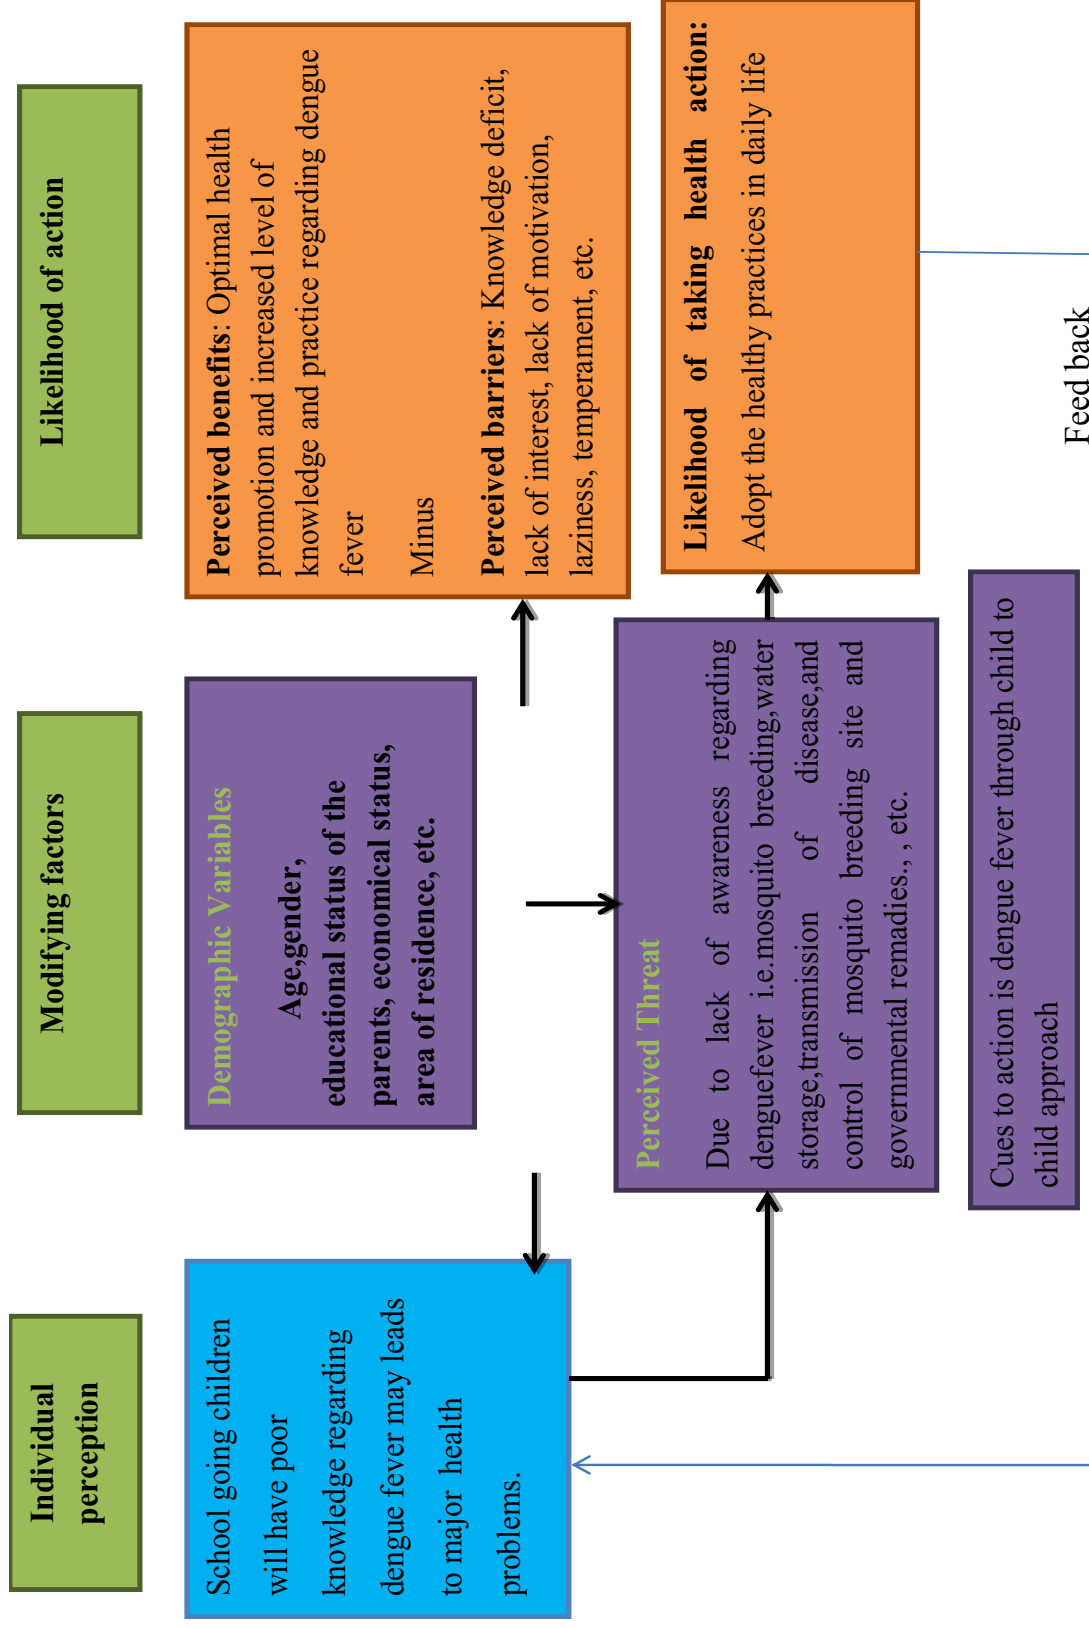 Individual
perception
Modifying factors
Likelihood of action
School going children
will have poor
knowledge regarding
dengue fever may leads
to major health
problems.
Demographic Variables
Age,gender,
educational status of the
parents, economical status,
area of residence, etc.
Perceived benefits: Optimal health
promotion and increased level of
knowledge and practice regarding dengue
fever
Minus
Perceived barriers: Knowledge deficit,
lack of interest, lack of motivation,
laziness, temperament, etc.
Perceived Threat
Due to lack of awareness regarding
denguefever i.e.mosquito breeding,water
storage,transmission of disease,and
control of mosquito breeding site and
governmental remadies., , etc.
Likelihood of taking health action:
Adopt the healthy practices in daily life
Cues to action is dengue fever through child to
child approach
Feed back